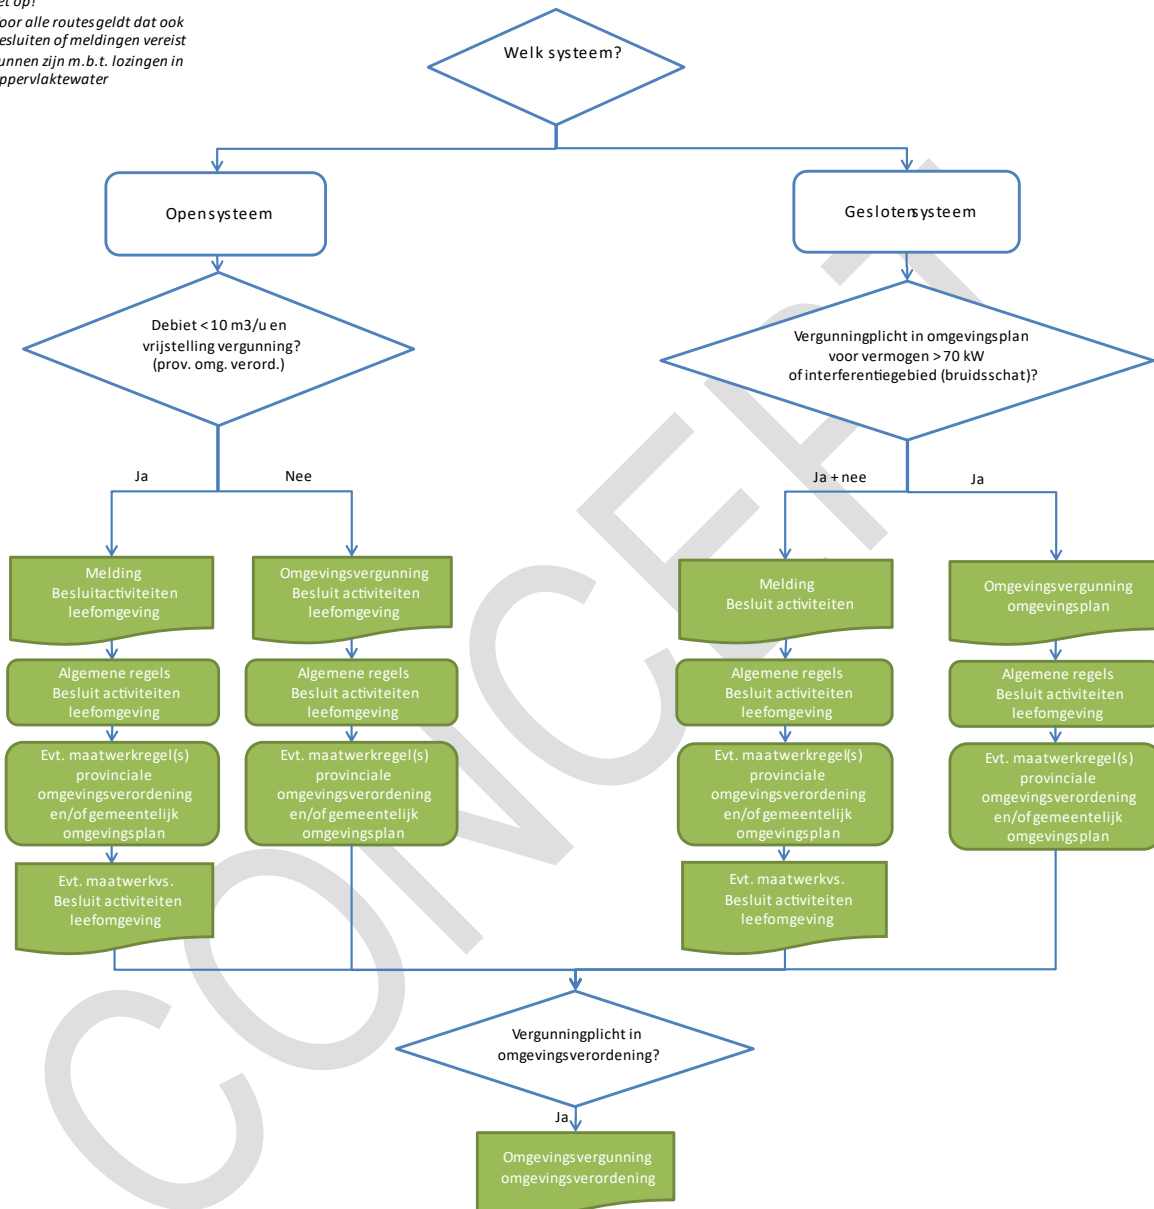 et op!
oor alle routes geldt dat ook
esluiten of meldingen vereist
unnen zijn m.b.t. lozingen in
ppervlaktewater
Welk systeem?
Open systeem
Gesloten systeem
Debiet < 10 m3/u en
vrijstelling vergunning?
(prov. omg. verord.)
Vergunningplicht in omgevingsplan
voor vermogen > 70 kW
of interferentiegebied (bruidsschat)?
Ja
Nee
Ja + nee
Ja
Melding
Besluit activiteiten
leefomgeving
Omgevingsvergunning
Besluit activiteiten
leefomgeving
Melding
Besluit activiteiten
Omgevingsvergunning
omgevingsplan
Algemene regels
Besluit activiteiten
leefomgeving
Algemene regels
Besluit activiteiten
leefomgeving
Algemene regels
Besluit activiteiten
leefomgeving
Algemene regels
Besluit activiteiten
leefomgeving
Evt. maatwerkregel(s)
provinciale
omgevingsverordening
en/of gemeentelijk
omgevingsplan
Evt. maatwerkregel(s)
provinciale
omgevingsverordening
en/of gemeentelijk
omgevingsplan
Evt. maatwerkregel(s)
provinciale
omgevingsverordening
en/of gemeentelijk
omgevingsplan
Evt. maatwerkregel(s)
provinciale
omgevingsverordening
en/of gemeentelijk
omgevingsplan
Evt. maatwerkvs.
Besluit activiteiten
leefomgeving
Evt. maatwerkvs.
Besluit activiteiten
leefomgeving
Vergunningplicht in
omgevingsverordening?
Ja
Omgevingsvergunning
omgevingsverordening
CONCEPT